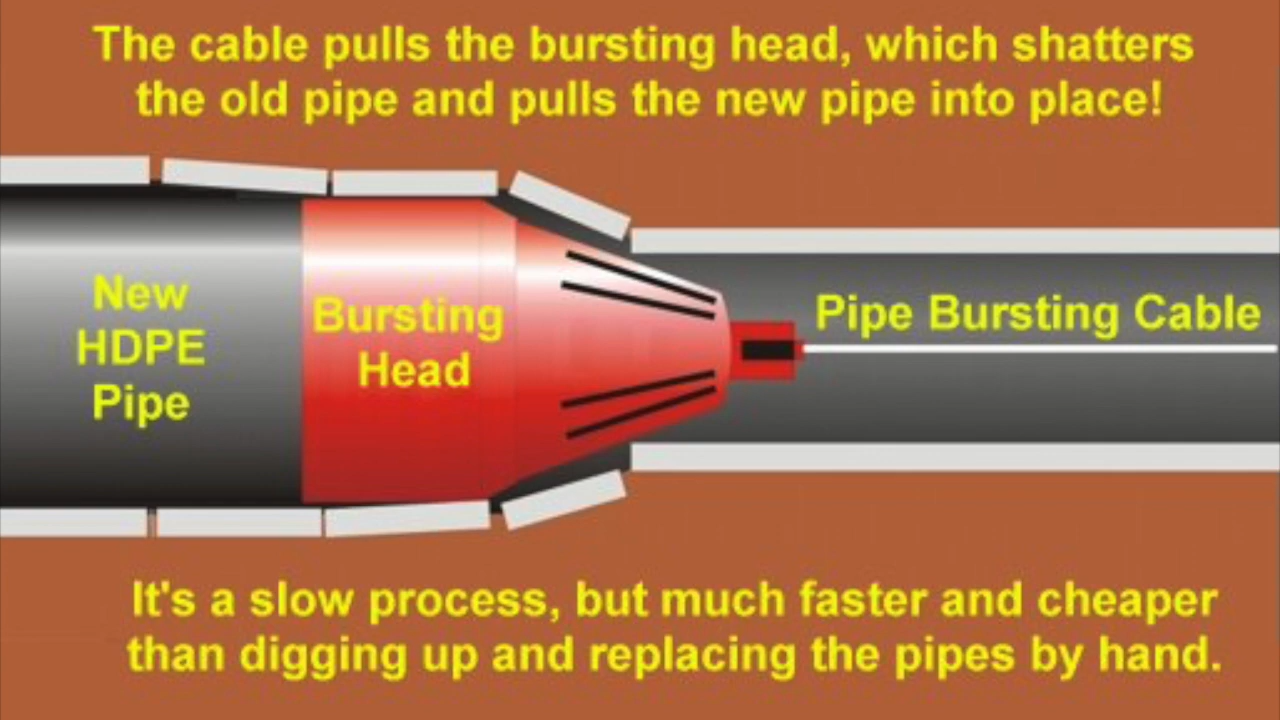 The cable pulls the bursting head, which shatters
the old pipe and pulls the new pipe into place!
New
HDPE
Pipe
Bursting
Head
Pipe Bursting Cable
It's a slow process, but much faster and cheaper
than digging up and replacing the pipes by hand.